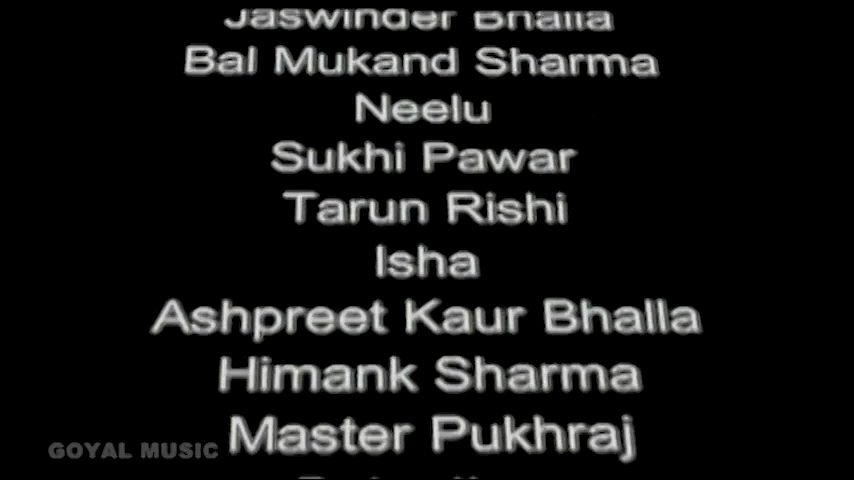 Jaswinder Bhalla
Bal Mukand Sharma
Neelu
Sukhi Pawar
Tarun Rishi
Isha
Ashpreet Kaur Bhalla
Himank Sharma
Master Pukhraj
GOYAL MUSIC